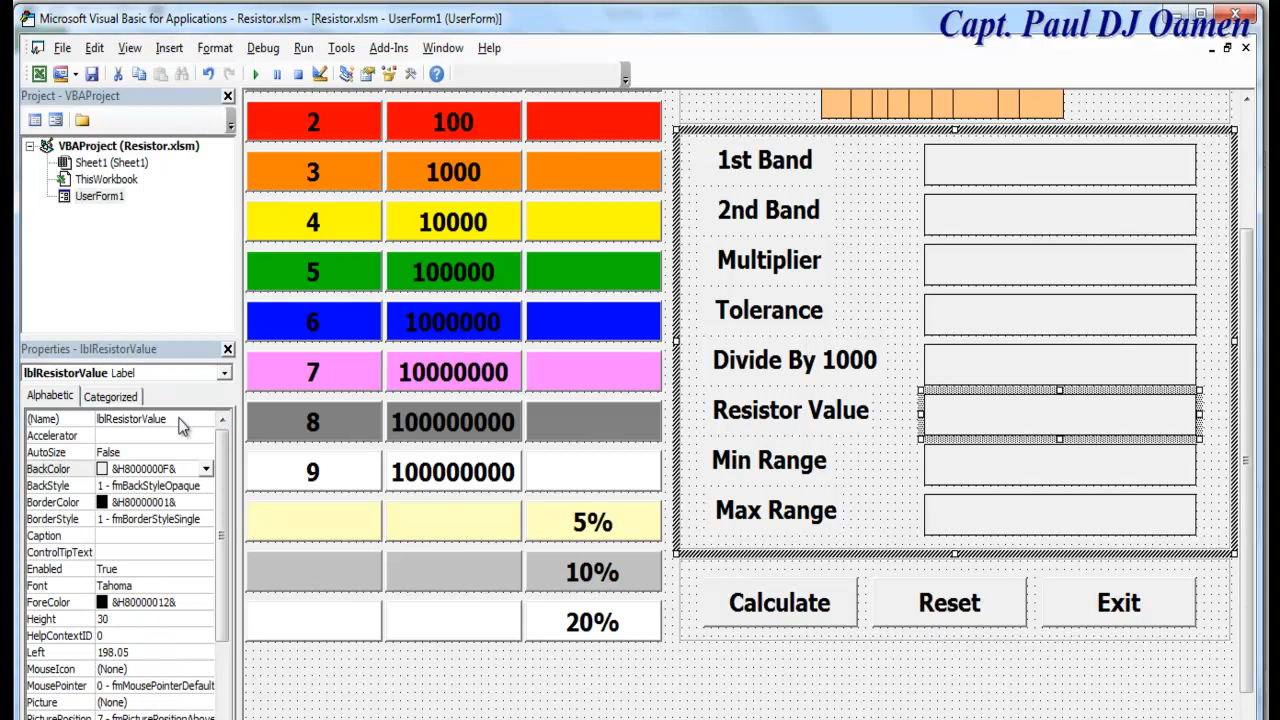 Microsoft Visual Basic for Applications - Resistor.xlsm - [Resistor.xlsm - UserForm1 (UserForm)]
Capt. Paul DJ Oamen
File Edit View Insert Format Debug Run Tools Add-Ins Window Help
Project - VBAProject
VBAProject (Resistor.xlsm)
Sheet1 (Sheet1)
ThisWorkbook
UserForm1
Properties - lblResistorValue
lblResistorValue Label
Alphabetic Categorized
(Name) lblResistorValue
Accelerator
AutoSize False
BackColor &H8000000F&
BackStyle 1 - fmBackStyleOpaque
BorderColor &H80000001&
BorderStyle 1 - fmBorderStyleSingle
Caption
ControlTipText
Enabled True
Font Tahoma
ForeColor &H80000012&
Height 30
HelpContextID 0
Left 198.05
MouseIcon (None)
MousePointer 0 - fmMousePointerDefault
Picture (None)
PicturePosition 7 - fmPicturePositionAbove
2 100
3 1000
4 10000
5 100000
6 1000000
7 10000000
8 100000000
9 1000000000
5%
10%
20%
1st Band
2nd Band
Multiplier
Tolerance
Divide By 1000
Resistor Value
Min Range
Max Range
Calculate Reset Exit